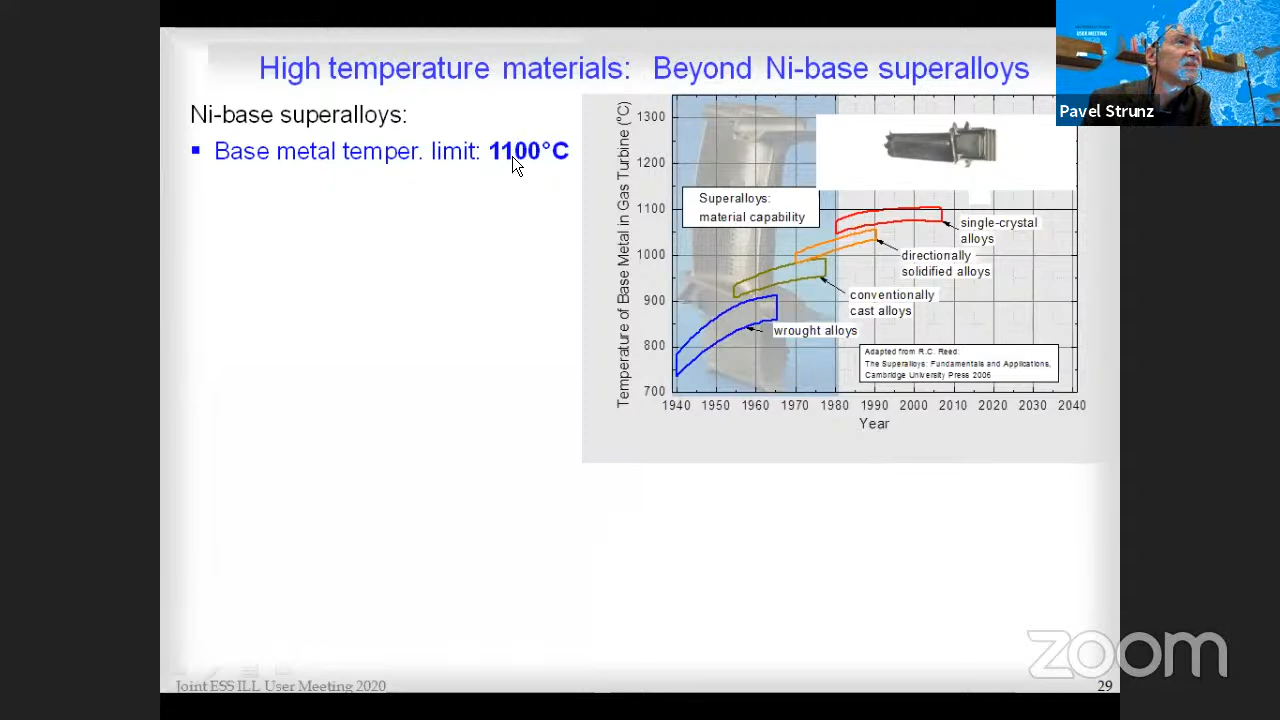 High temperature materials: Beyond Ni-base superalloys
USER MEETING
Pavel Strunz
Ni-base superalloys:
▪ Base metal temper. limit: 1100°C
Temperature of Base Metal in Gas Turbine (°C)
1300
1200
1100
1000
900
800
700
Superalloys:
material capability
single-crystal
alloys
directionally
solidified alloys
conventionally
cast alloys
wrought alloys
Adapted from R.C. Reed:
The Superalloys: Fundamentals and Applications,
Cambridge University Press 2006
1940 1950 1960 1970 1980 1990 2000 2010 2020 2030 2040
Year
zoom
Joint ESS ILL User Meeting 2020
29